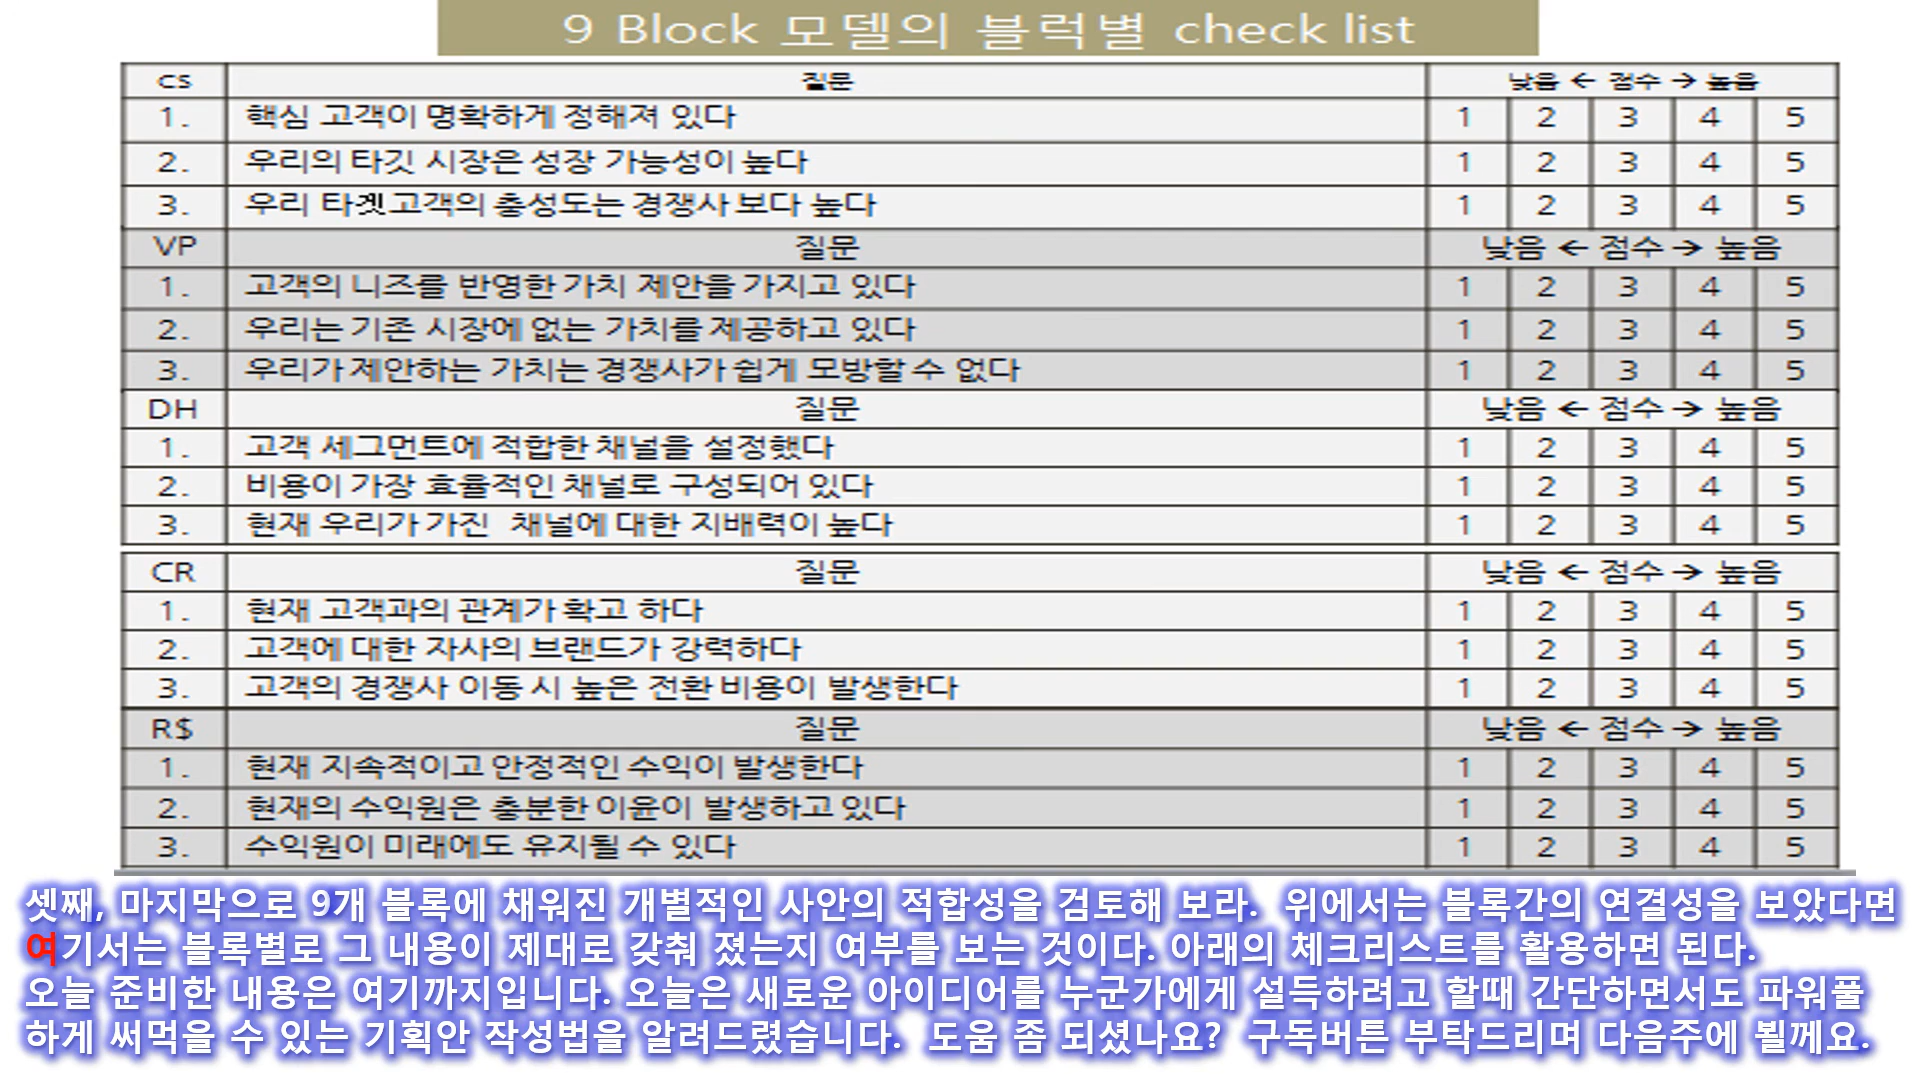 9 Block 모델의 블럭별 check list
cs 질문 낮음 ← 점수 → 높음
1. 핵심 고객이 명확하게 정해져 있다 1 2 3 4 5
2. 우리의 타깃 시장은 성장 가능성이 높다 1 2 3 4 5
3. 우리 타겟고객의 충성도는 경쟁사 보다 높다 1 2 3 4 5
VP 질문 낮음 ← 점수 → 높음
1. 고객의 니즈를 반영한 가치 제안을 가지고 있다 1 2 3 4 5
2. 우리는 기존 시장에 없는 가치를 제공하고 있다 1 2 3 4 5
3. 우리가 제안하는 가치는 경쟁사가 쉽게 모방할 수 없다 1 2 3 4 5
DH 질문 낮음 ← 점수 → 높음
1. 고객 세그먼트에 적합한 채널을 설정했다 1 2 3 4 5
2. 비용이 가장 효율적인 채널로 구성되어 있다 1 2 3 4 5
3. 현재 우리가 가진 채널에 대한 지배력이 높다 1 2 3 4 5
CR 질문 낮음 ← 점수 → 높음
1. 현재 고객과의 관계가 확고 하다 1 2 3 4 5
2. 고객에 대한 자사의 브랜드가 강력하다 1 2 3 4 5
3. 고객의 경쟁사 이동 시 높은 전환 비용이 발생한다 1 2 3 4 5
R$ 질문 낮음 ← 점수 → 높음
1. 현재 지속적이고 안정적인 수익이 발생한다 1 2 3 4 5
2. 현재의 수익원은 충분한 이윤이 발생하고 있다 1 2 3 4 5
3. 수익원이 미래에도 유지될 수 있다 1 2 3 4 5
셋째, 마지막으로 9개 블록에 채워진 개별적인 사안의 적합성을 검토해 보라. 위에서는 블록간의 연결성을 보았다면
여기서는 블록별로 그 내용이 제대로 갖춰 졌는지 여부를 보는 것이다. 아래의 체크리스트를 활용하면 된다.
오늘 준비한 내용은 여기까지입니다. 오늘은 새로운 아이디어를 누군가에게 설득하려고 할때 간단하면서도 파워풀
하게 써먹을 수 있는 기획안 작성법을 알려드렸습니다. 도움 좀 되셨나요? 구독버튼 부탁드리며 다음주에 뵐께요.